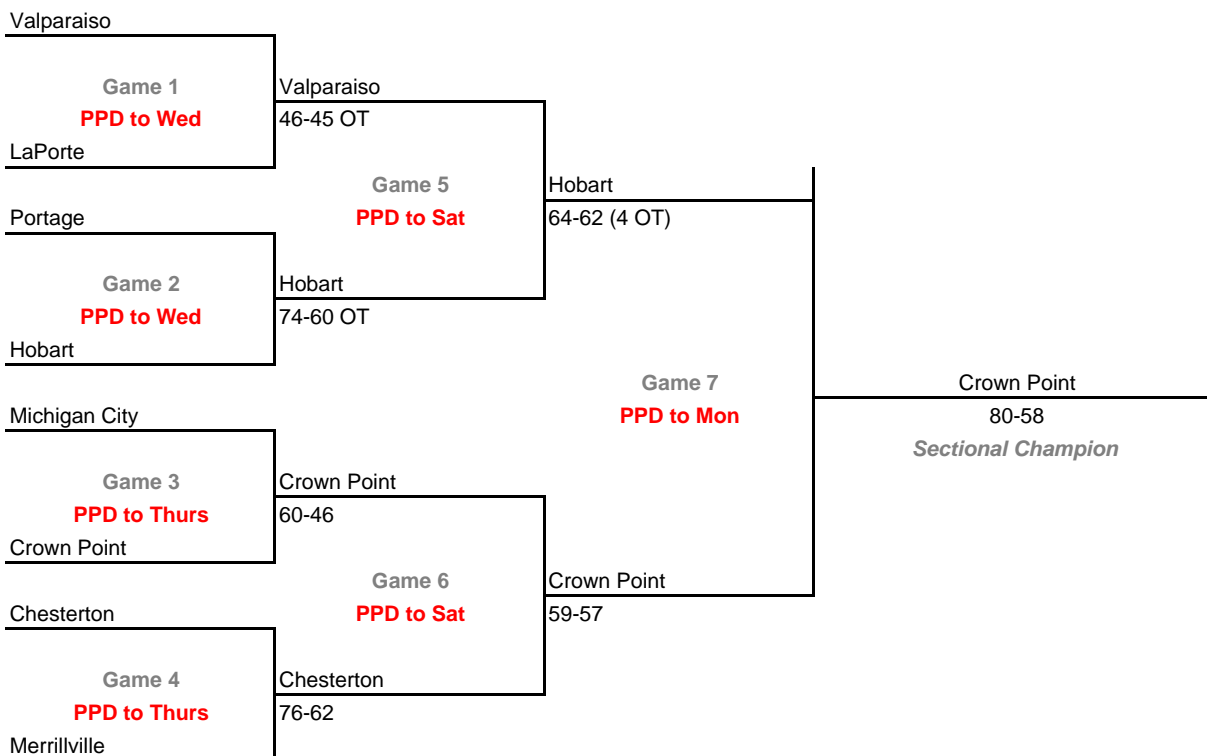 Valparaiso
Game 1
PPD to Wed
LaPorte
Valparaiso
46-45 OT
Portage
Game 2
PPD to Wed
Hobart
Hobart
74-60 OT
Game 5
PPD to Sat
Hobart
64-62 (4 OT)
Michigan City
Game 3
PPD to Thurs
Crown Point
Crown Point
60-46
Chesterton
Game 4
PPD to Thurs
Merrillville
Chesterton
76-62
Game 6
PPD to Sat
Crown Point
59-57
Game 7
PPD to Mon
Crown Point
80-58
Sectional Champion